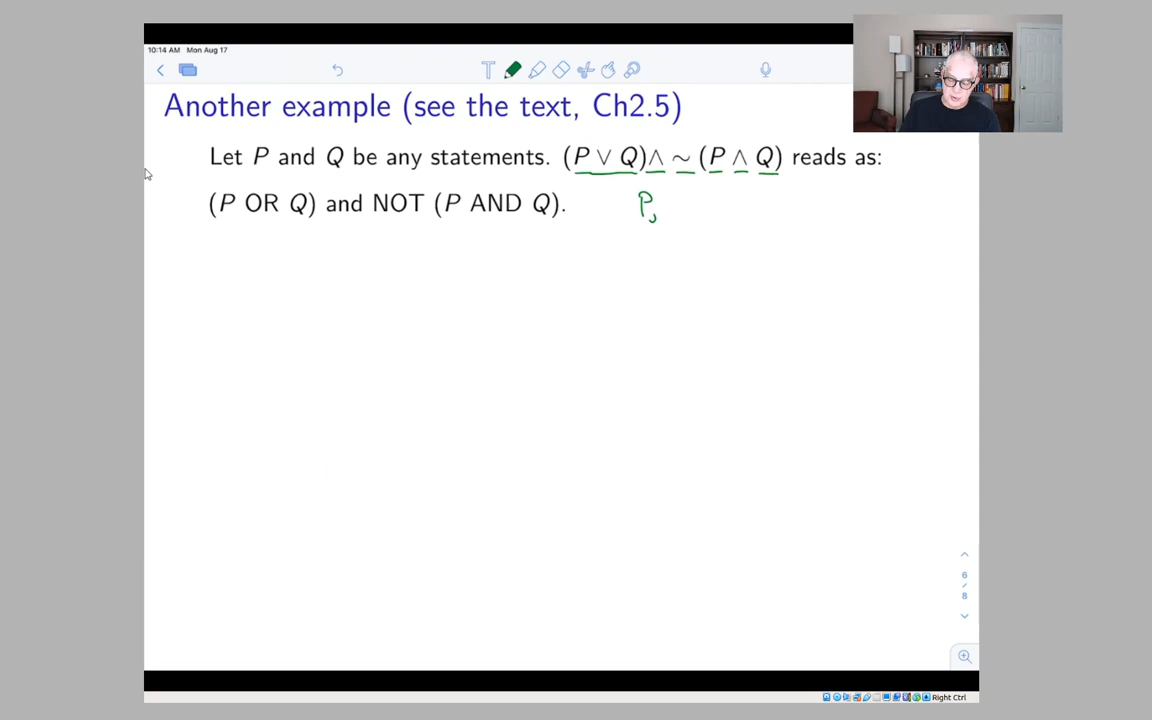 10:14 AM Mon Aug 17
T
Another example (see the text, Ch2.5)
Let P and Q be any statements. (P ∨ Q)∧ ∼ (P ∧ Q) reads as:
(P OR Q) and NOT (P AND Q). P,
6
/
8
Right Ctrl